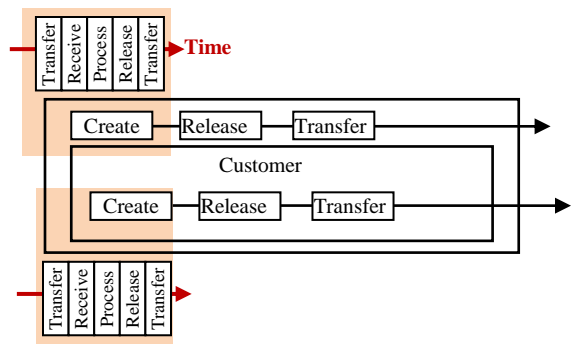 Transfer
Receive
Process
Release
Transfer
Time
Create Release Transfer
Customer
Create Release Transfer
Transfer
Receive
Process
Release
Transfer